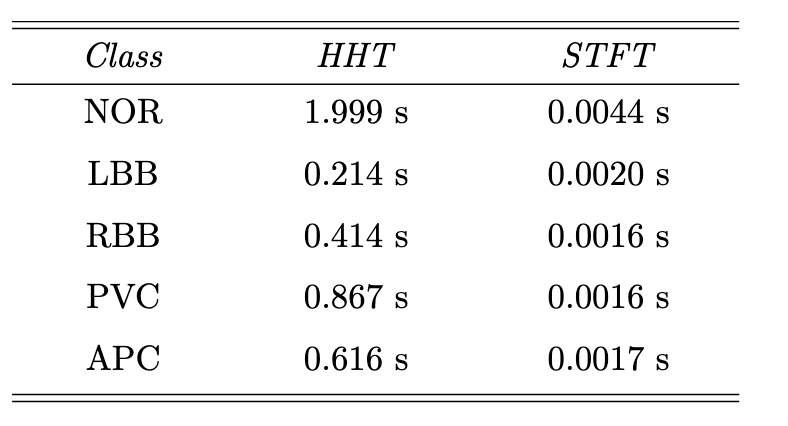 Class HHT STFT
NOR 1.999 s 0.0044 s
LBB 0.214 s 0.0020 s
RBB 0.414 s 0.0016 s
PVC 0.867 s 0.0016 s
APC 0.616 s 0.0017 s